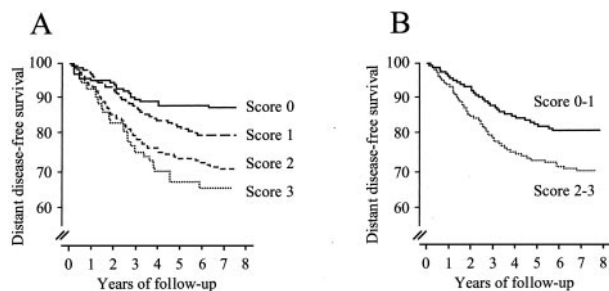 A
Distant disease-free survival
100
90
80
70
60
Score 0
Score 1
Score 2
Score 3
0 1 2 3 4 5 6 7 8
Years of follow-up
B
Distant disease-free survival
100
90
80
70
60
Score 0-1
Score 2-3
0 1 2 3 4 5 6 7 8
Years of follow-up